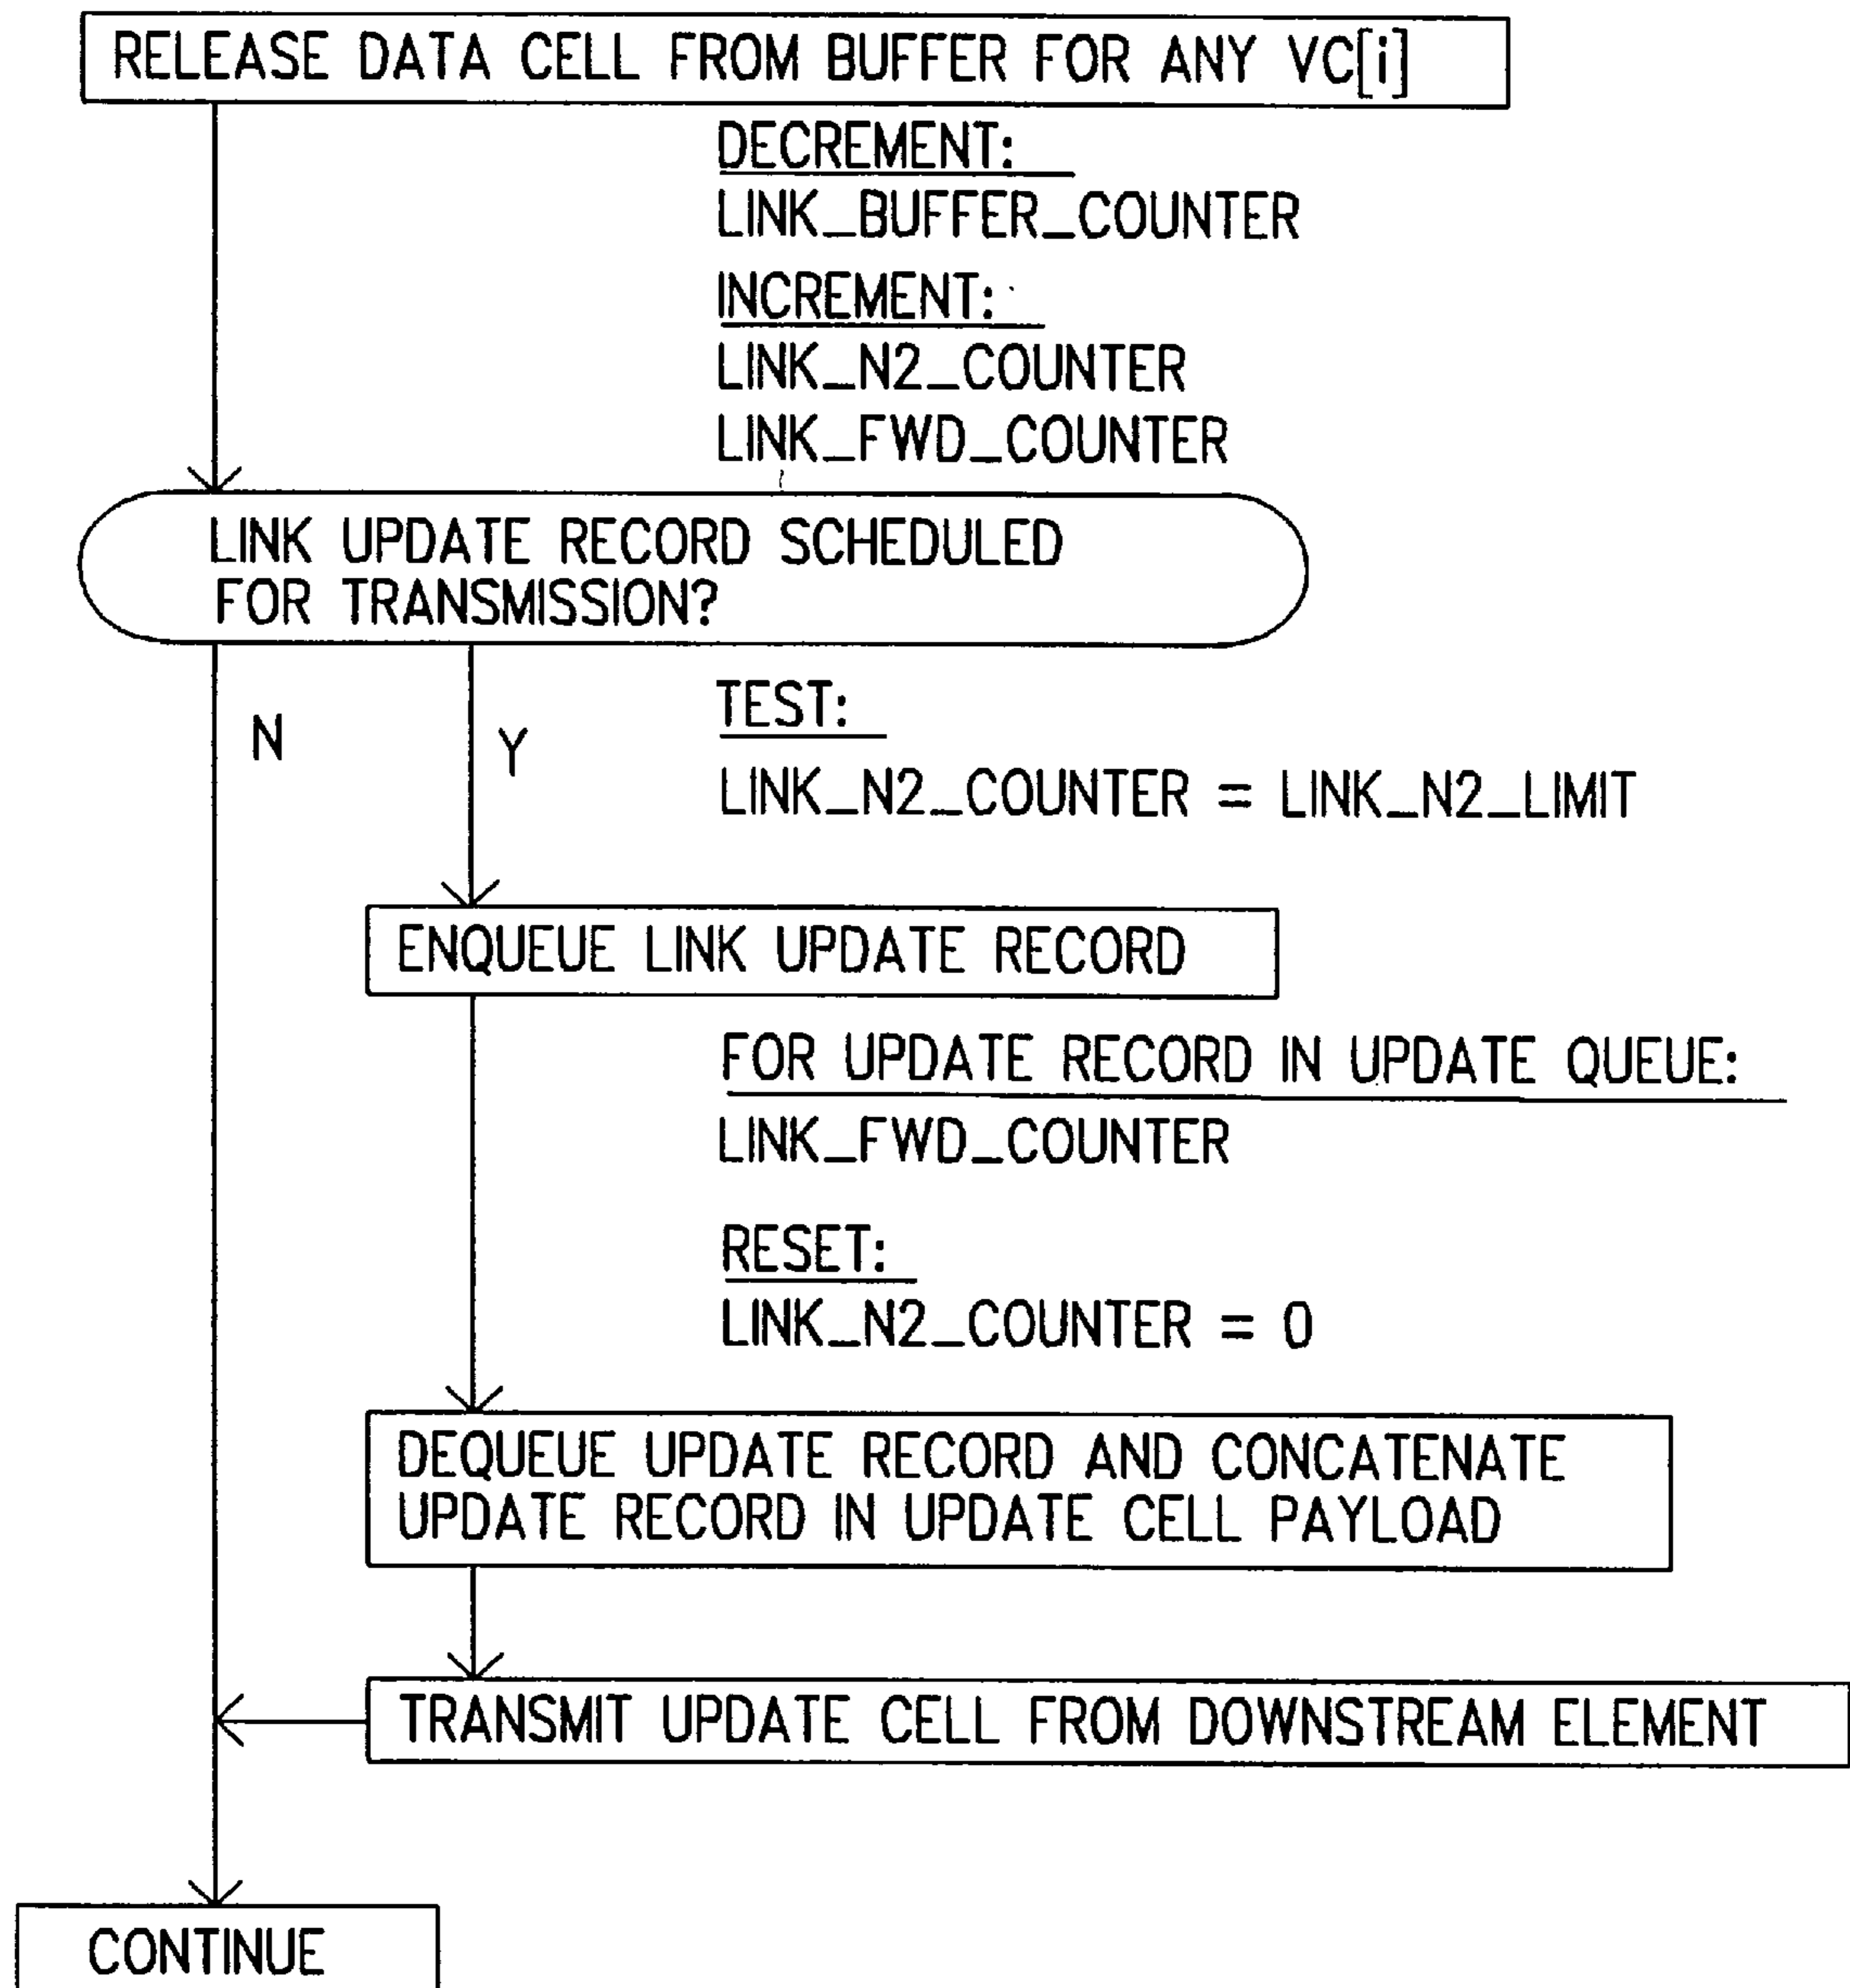 RELEASE DATA CELL FROM BUFFER FOR ANY VC[i]
DECREMENT:
LINK_BUFFER_COUNTER
INCREMENT:
LINK_N2_COUNTER
LINK_FWD_COUNTER
LINK UPDATE RECORD SCHEDULED
FOR TRANSMISSION?
N
Y
TEST:
LINK_N2_COUNTER = LINK_N2_LIMIT
ENQUEUE LINK UPDATE RECORD
FOR UPDATE RECORD IN UPDATE QUEUE:
LINK_FWD_COUNTER
RESET:
LINK_N2_COUNTER = 0
DEQUEUE UPDATE RECORD AND CONCATENATE
UPDATE RECORD IN UPDATE CELL PAYLOAD
TRANSMIT UPDATE CELL FROM DOWNSTREAM ELEMENT
CONTINUE